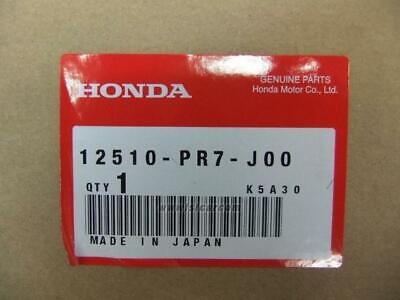 GENUINE PARTS
HONDA Honda Motor Co., Ltd.
12510-PR7-J00
QTY 1 K5A30
MADE IN JAPAN